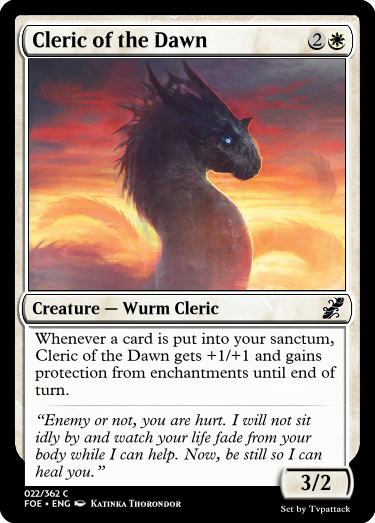 Cleric of the Dawn 2
Creature — Wurm Cleric
Whenever a card is put into your sanctum,
Cleric of the Dawn gets +1/+1 and gains
protection from enchantments until end of
turn.
“Enemy or not, you are hurt. I will not sit
idly by and watch your life fade from your
body while I can help. Now, be still so I can
heal you.”
3/2
022/362 C
FOE • ENG Katinka Thorondor
Set by Tvpattack